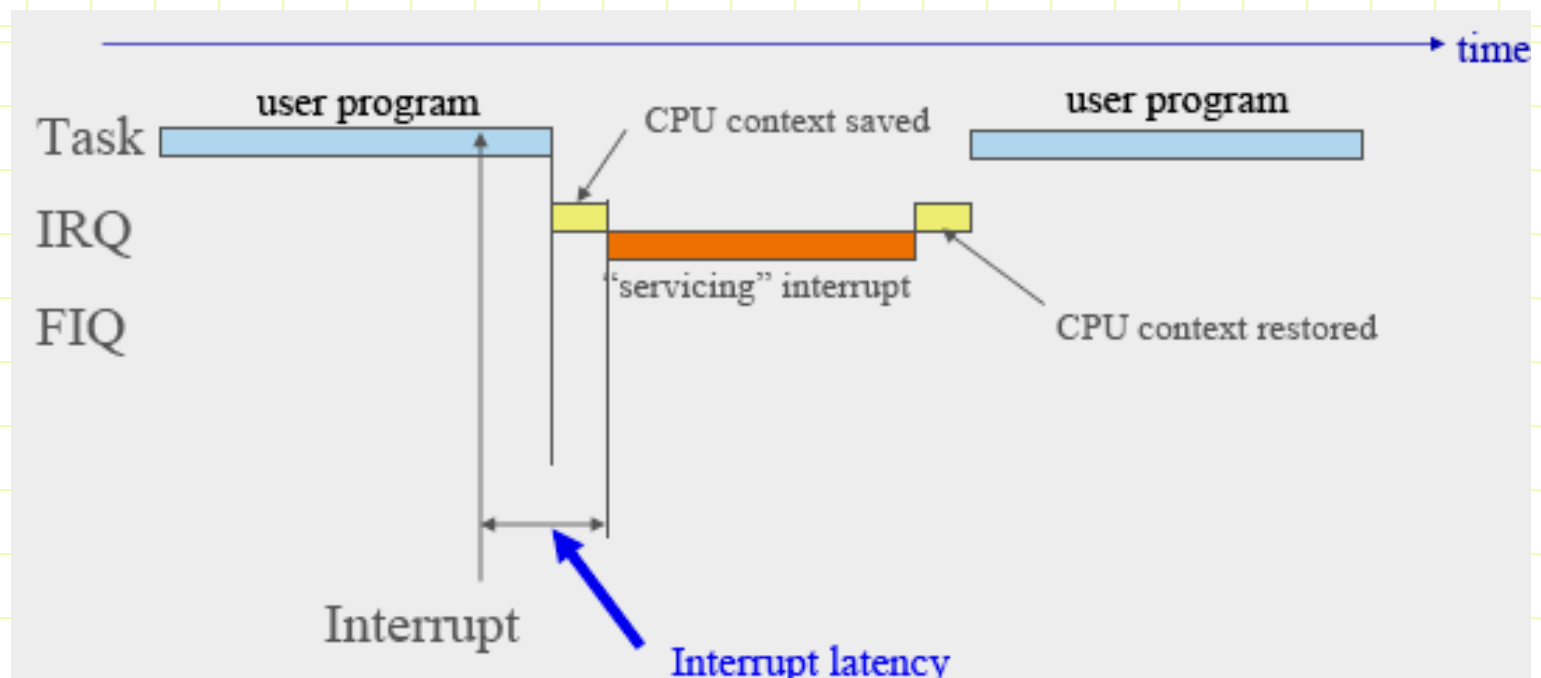 time
user program
user program
CPU context saved
Task
IRQ
“servicing” interrupt
FIQ
CPU context restored
Interrupt
Interrupt latency